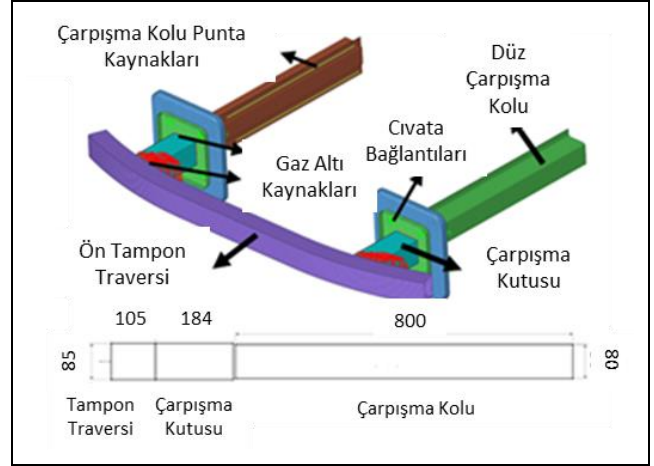 Çarpışma Kolu Punta
Kaynakları
Düz
Çarpışma
Kolu
Cıvata
Bağlantıları
Gaz Altı
Kaynakları
Ön Tampon
Traversi
Çarpışma
Kutusu
105
184
800
85
80
Tampon
Traversi
Çarpışma
Kutusu
Çarpışma Kolu